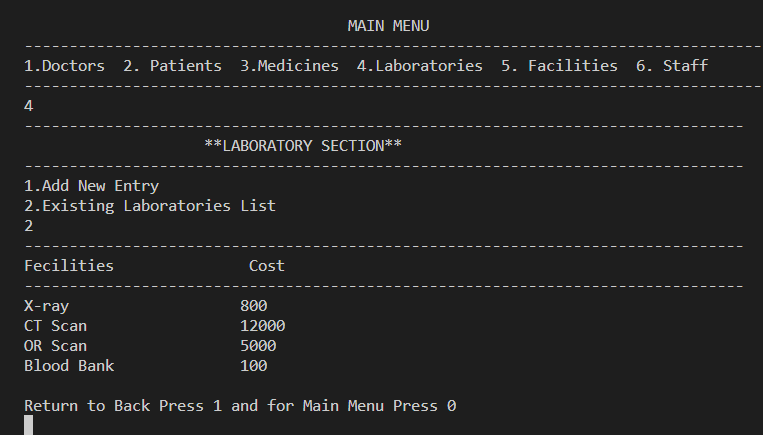 MAIN MENU
--------------------------------------------------------------------------------
1.Doctors  2. Patients  3.Medicines  4.Laboratories  5. Facilities  6. Staff
--------------------------------------------------------------------------------
4
--------------------------------------------------------------------------------
**LABORATORY SECTION**
--------------------------------------------------------------------------------
1.Add New Entry
2.Existing Laboratories List
2
--------------------------------------------------------------------------------
Fecilities               Cost
--------------------------------------------------------------------------------
X-ray                   800
CT Scan                 12000
OR Scan                 5000
Blood Bank              100
Return to Back Press 1 and for Main Menu Press 0